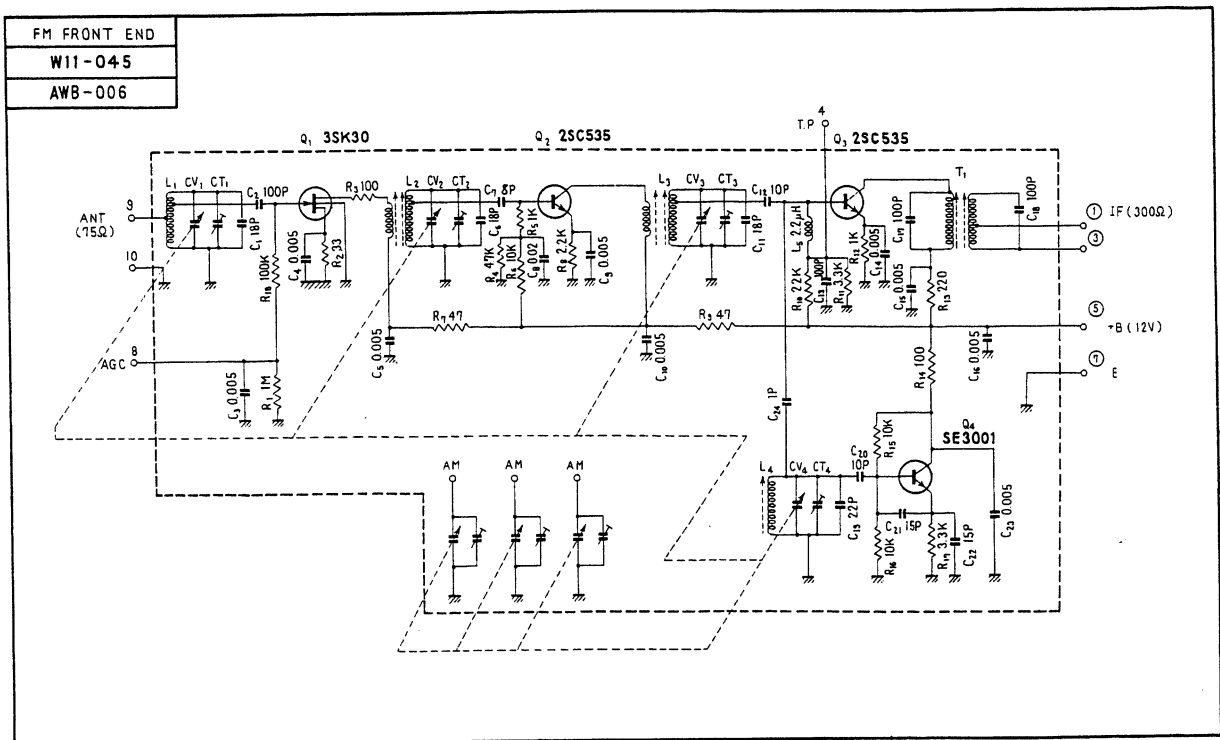 FM FRONT END
W11-045
AWB-006
4
T.P
Q1 3SK30
Q2 2SC535
Q3 2SC535
L1 CV1 CT1
C2 100P
R3 100
L2 CV2 CT2
C7 8P
L3 CV3 CT3
C12 10P
T1
9
ANT
(75Ω)
10
C1 18P
R18 100K
C4 0.005
R2 33
C6 18P
R5 1K
R4 47K
R6 10K
C8 0.02
R8 2.2K
C9 0.005
C11 18P
L5 2.2μH
R10 2.2K
C13 100P
R11 3.3K
R12 1K
C14 0.005
C17 100P
C18 100P
C15 0.005
R13 220
1 IF (300Ω)
3
R7 47
R9 47
5
+B (12V)
C5 0.005
C10 0.005
C16 0.005
8
AGC
C3 0.005
R1 1M
7
E
R14 100
C24 1P
R15 10K
Q4
SE3001
AM
AM
AM
L4 CV4 CT4
C20
10P
C19 22P
C21 15P
R16 10K
R17 3.3K
C22 15P
C23 0.005